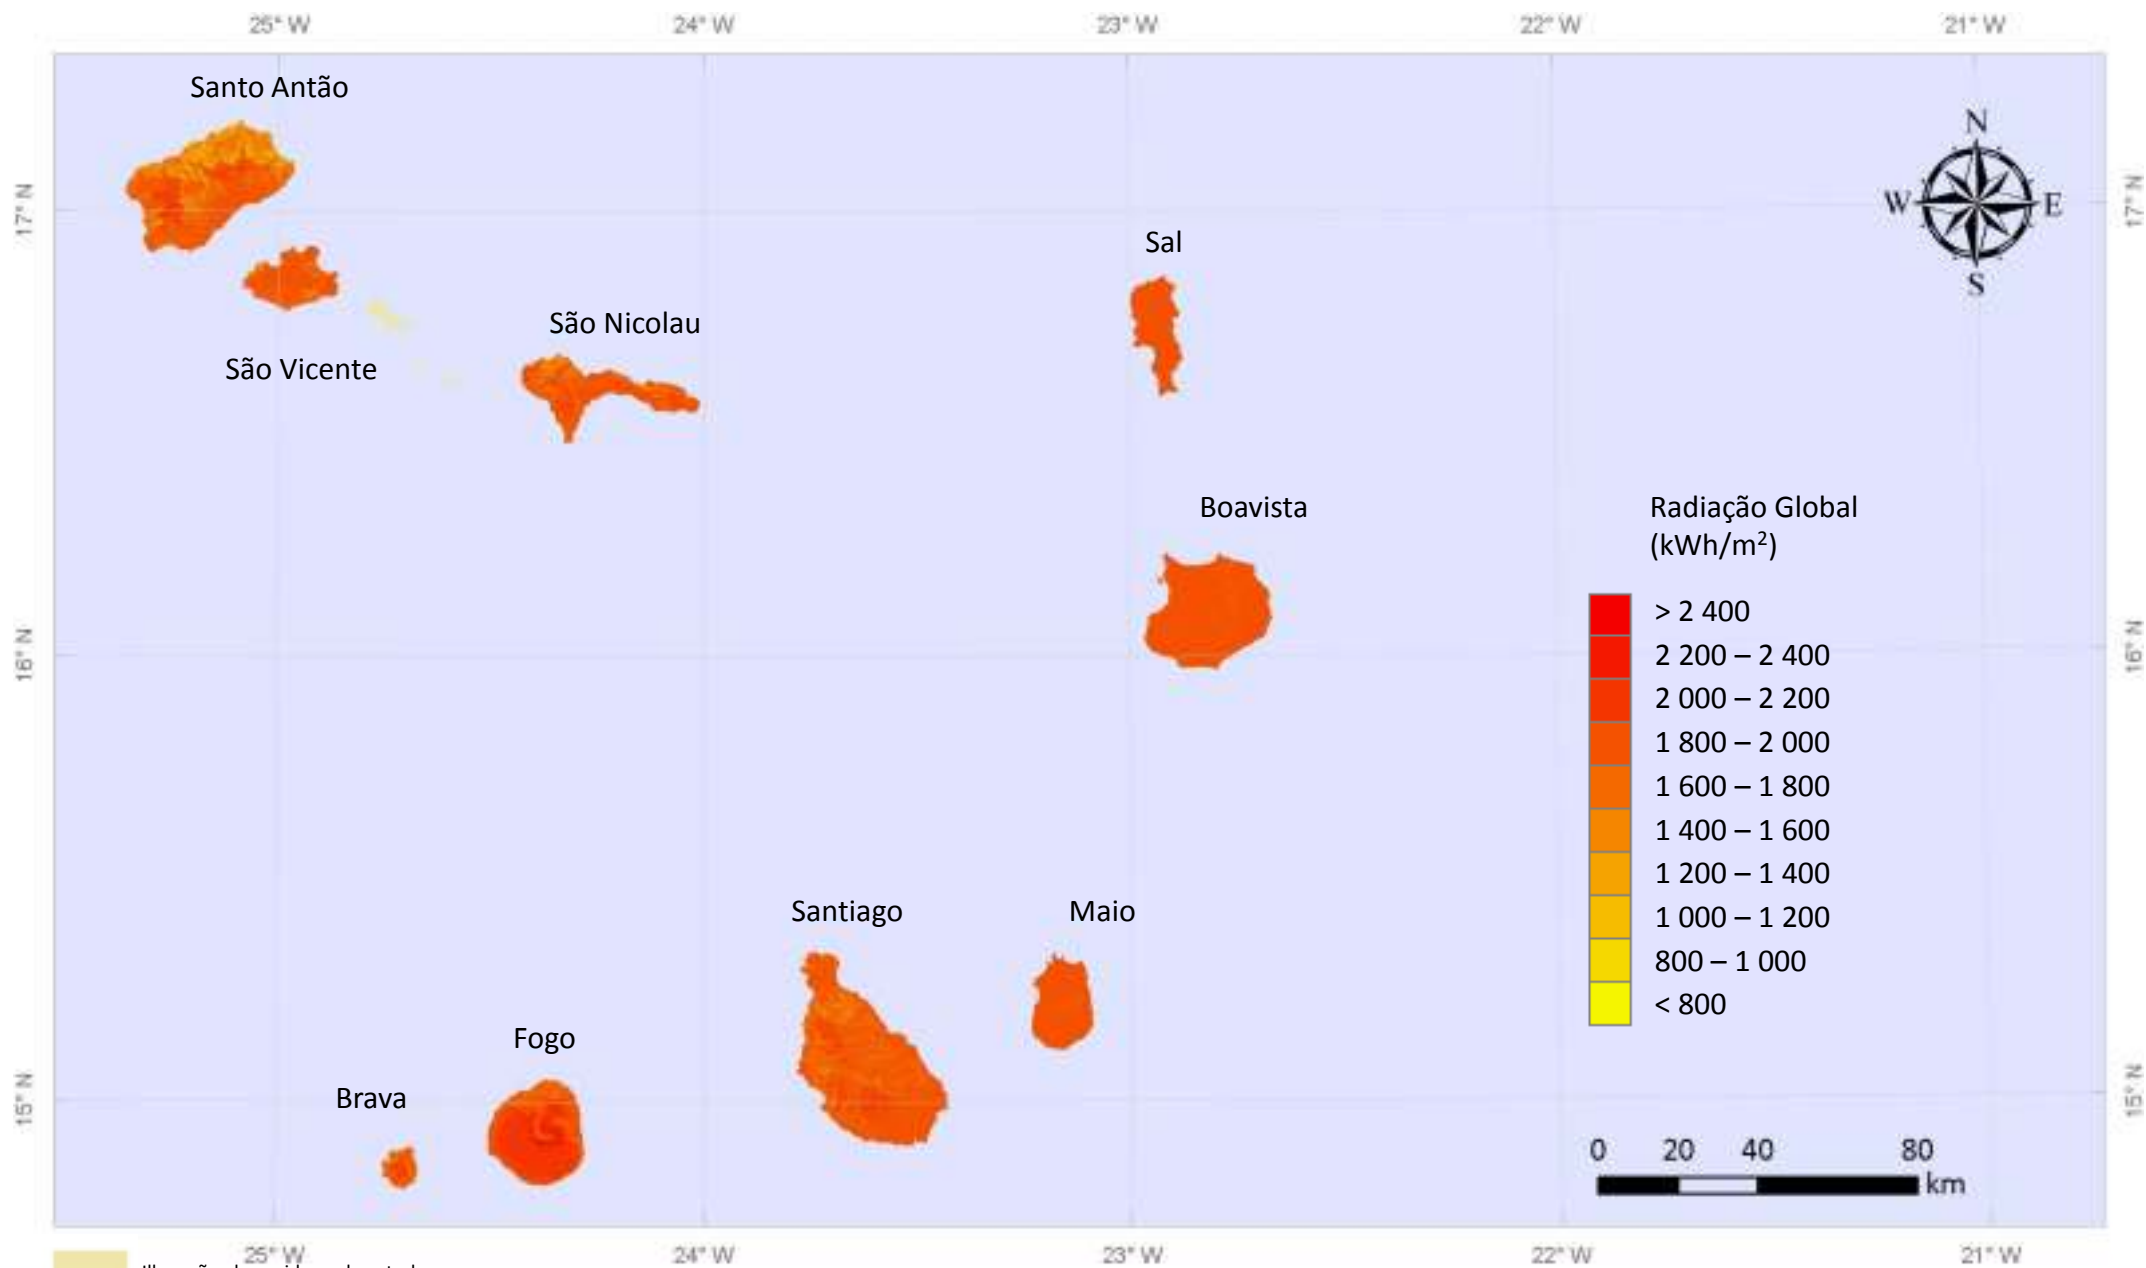 25° W 24° W 23° W 22° W 21° W
Santo Antão
N
W E
S
17° N 17° N
Sal
São Nicolau
São Vicente
Boavista
Radiação Global
(kWh/m²)
> 2 400
2 200 – 2 400
2 000 – 2 200
1 800 – 2 000
1 600 – 1 800
1 400 – 1 600
1 200 – 1 400
1 000 – 1 200
800 – 1 000
< 800
16° N 16° N
Santiago Maio
Fogo
Brava
15° N 15° N
0 20 40 80
km
25° W 24° W 23° W 22° W 21° W